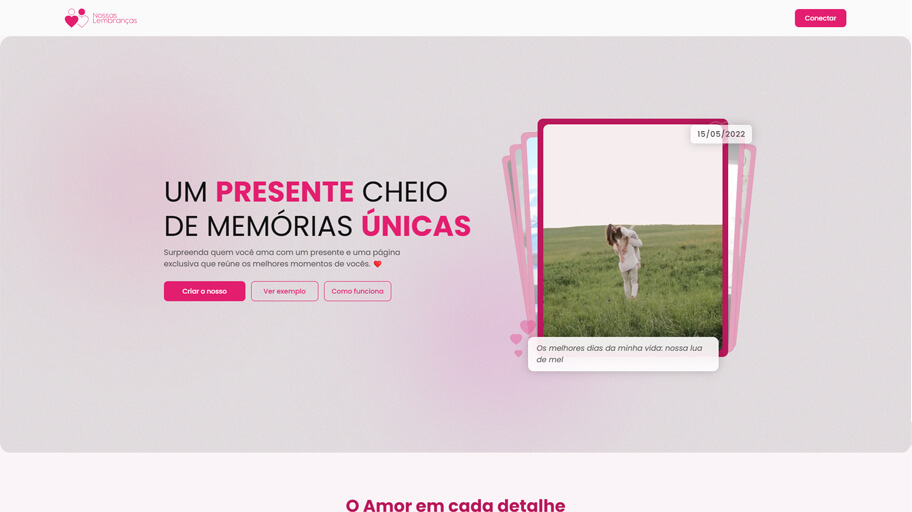 Nossas
Lembranças
Conectar
15/05/2022
UM PRESENTE CHEIO
DE MEMÓRIAS ÚNICAS
Surpreenda quem você ama com um presente e uma página
exclusiva que reúne os melhores momentos de vocês.
Criar o nosso
Ver exemplo
Como funciona
Os melhores dias da minha vida: nossa lua
de mel
O Amor em cada detalhe